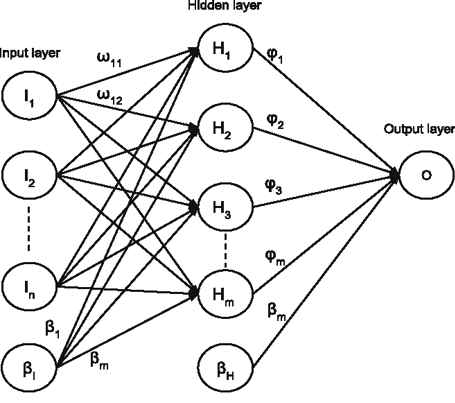 Hidden layer
Input layer
Output layer
ω₁₁
ω₁₂
I₁
I₂
Iₙ
βI
β₁
βₘ
H₁
H₂
H₃
Hₘ
βH
φ₁
φ₂
φ₃
φₘ
βₘ
O